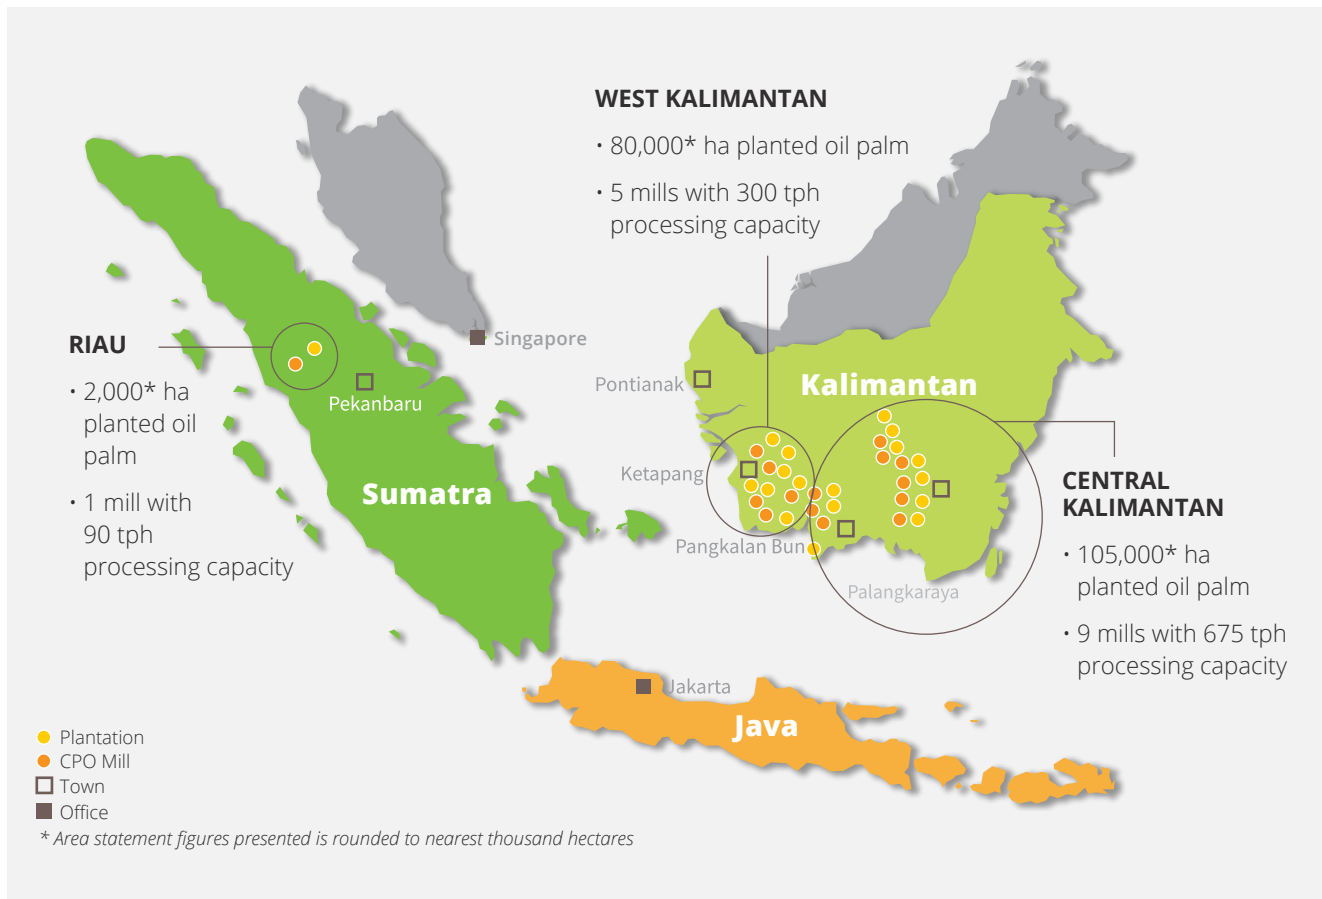 WEST KALIMANTAN
• 80,000* ha planted oil palm
• 5 mills with 300 tph
processing capacity
Singapore
RIAU
• 2,000* ha
planted oil
palm
• 1 mill with
90 tph
processing capacity
Pekanbaru
Sumatra
Pontianak
Kalimantan
Ketapang
Pangkalan Bun
Palangkaraya
CENTRAL
KALIMANTAN
• 105,000* ha
planted oil palm
• 9 mills with 675 tph
processing capacity
Jakarta
Java
Plantation
CPO Mill
Town
Office
* Area statement figures presented is rounded to nearest thousand hectares